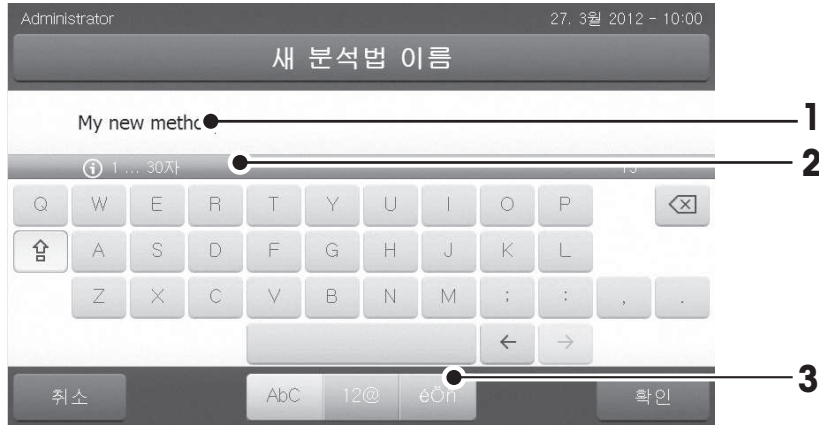 Administrator 27. 3월 2012 - 10:00
새 분석법 이름
My new metho
1
1 ... 30자
2
Q W E R T Y U I O P
A S D F G H J K L
Z X C V B N M ; : , .
← →
취소 AbC 12@ éÖñ 확인
3